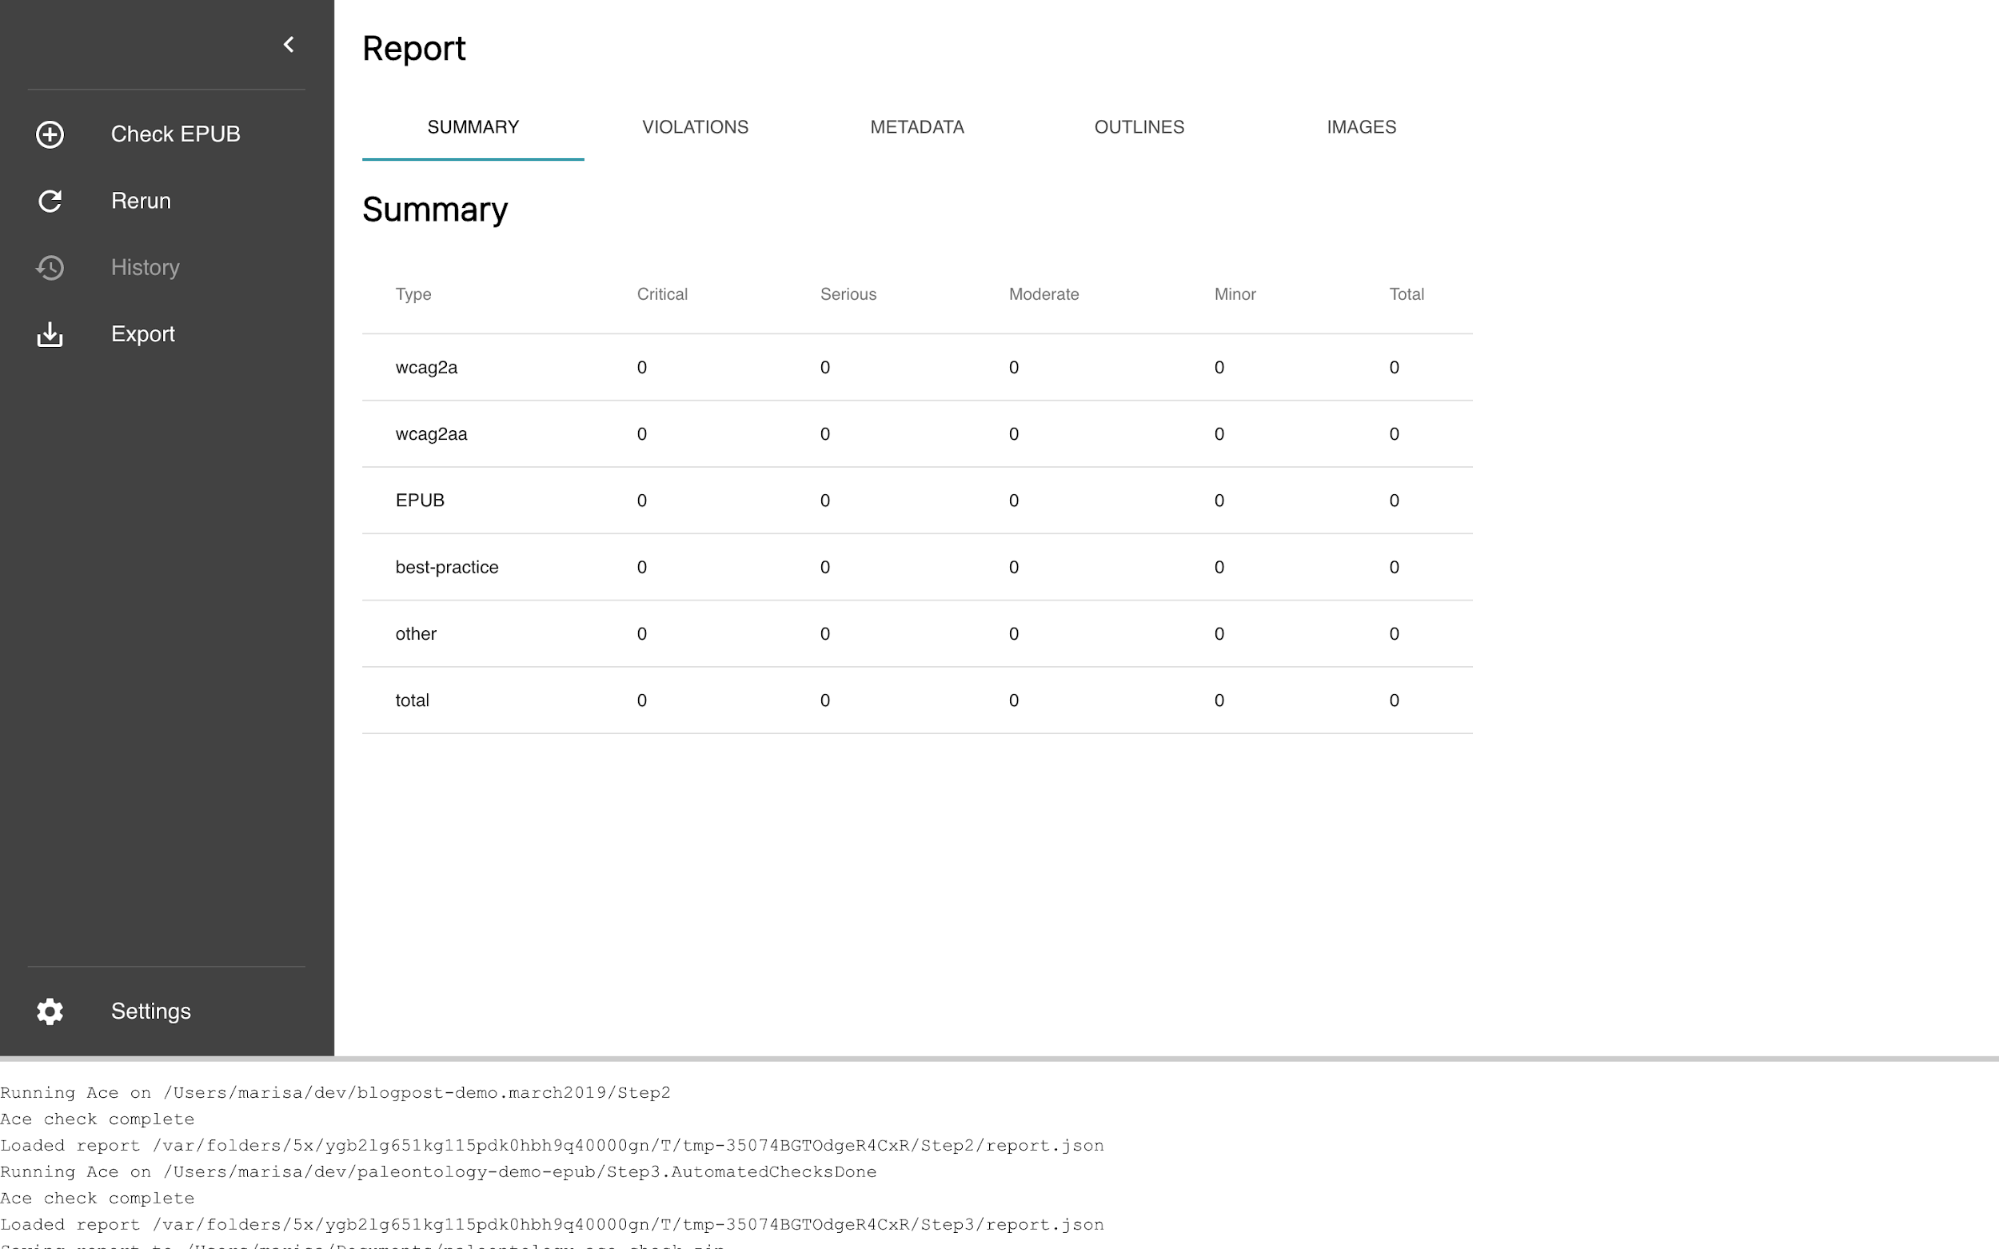 Report
Check EPUB
Rerun
History
Export
Settings
SUMMARY VIOLATIONS METADATA OUTLINES IMAGES
Summary
Type Critical Serious Moderate Minor Total
wcag2a 0 0 0 0 0
wcag2aa 0 0 0 0 0
EPUB 0 0 0 0 0
best-practice 0 0 0 0 0
other 0 0 0 0 0
total 0 0 0 0 0
Running Ace on /Users/marisa/dev/blogpost-demo.march2019/Step2
Ace check complete
Loaded report /var/folders/5x/ygb2lg651kg115pdk0hbh9q40000gn/T/tmp-35074BGTOdgeR4CxR/Step2/report.json
Running Ace on /Users/marisa/dev/paleontology-demo-epub/Step3.AutomatedChecksDone
Ace check complete
Loaded report /var/folders/5x/ygb2lg651kg115pdk0hbh9q40000gn/T/tmp-35074BGTOdgeR4CxR/Step3/report.json
Saving report to